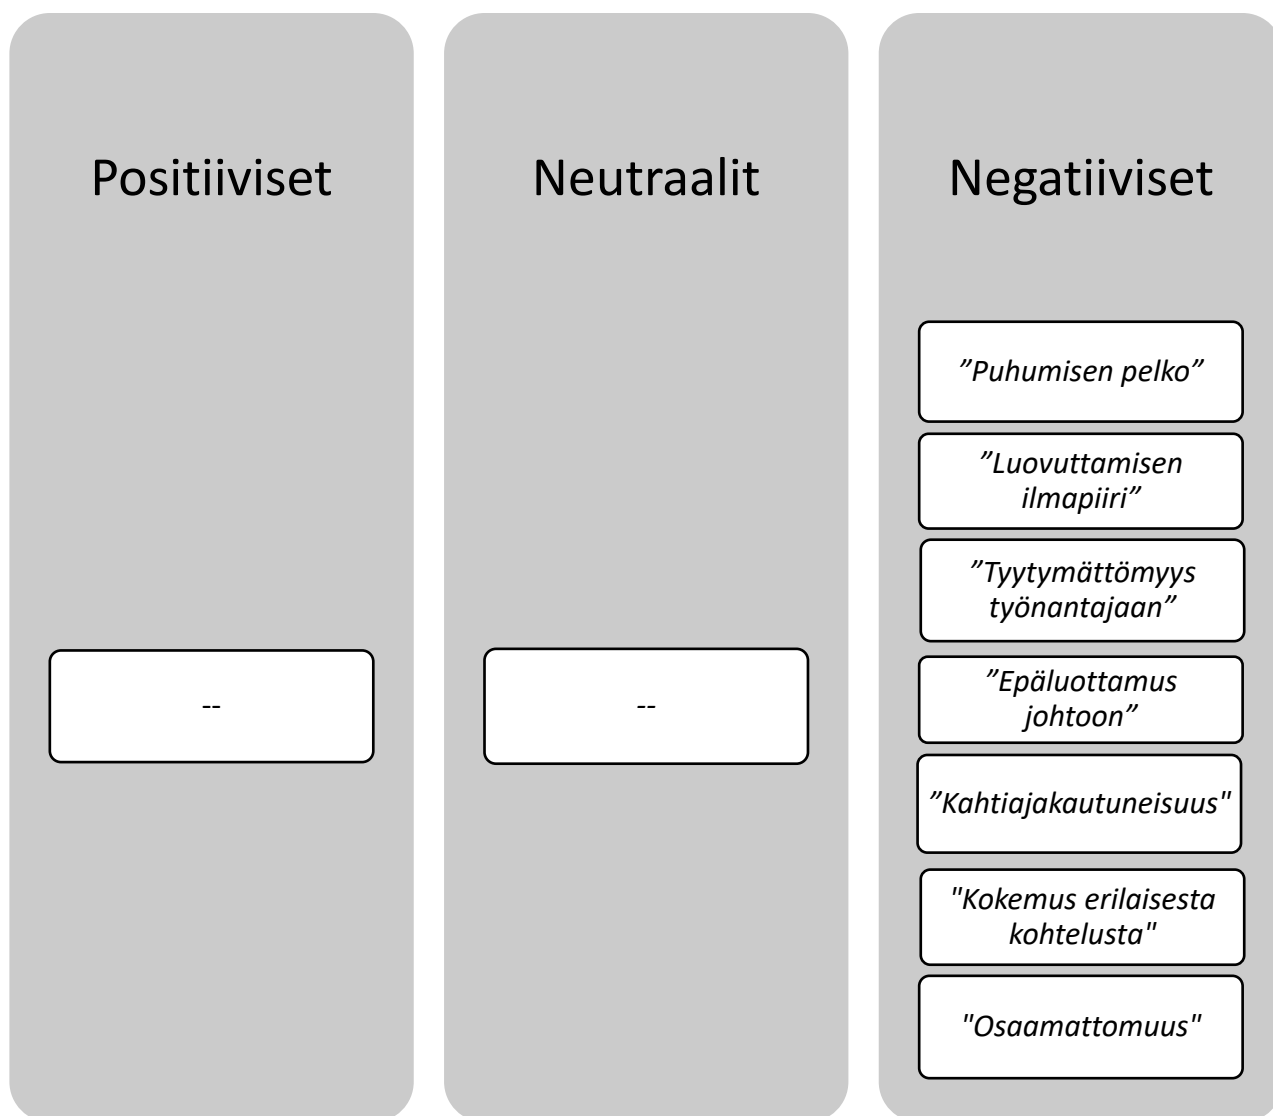 Positiiviset
--
Neutraalit
--
Negatiiviset
”Puhumisen pelko”
”Luovuttamisen
ilmapiiri”
”Tyytymättömyys
työnantajaan”
”Epäluottamus
johtoon”
”Kahtiajakautuneisuus"
"Kokemus erilaisesta
kohtelusta"
"Osaamattomuus"